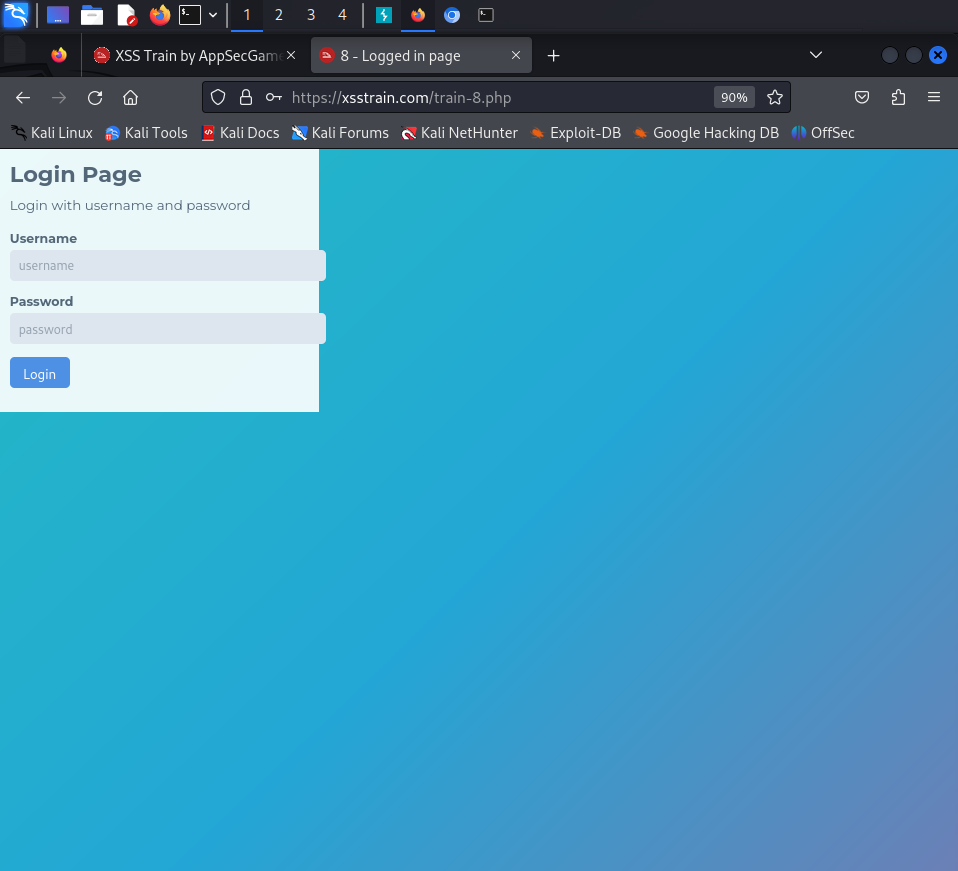 1 2 3 4
XSS Train by AppSecGame
8 - Logged in page
https://xsstrain.com/train-8.php
90%
Kali Linux Kali Tools Kali Docs Kali Forums Kali NetHunter Exploit-DB Google Hacking DB OffSec
Login Page
Login with username and password
Username
username
Password
password
Login